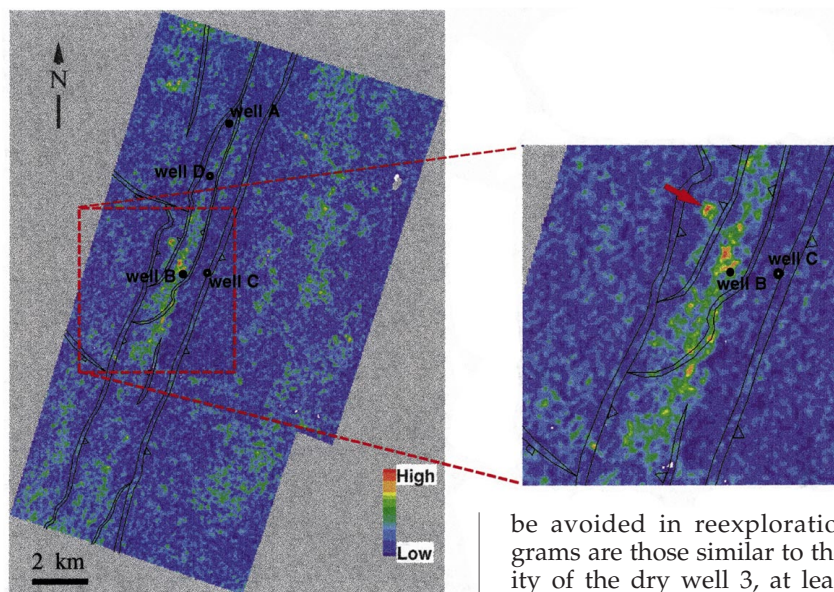 N
well A
well D
well B
well C
High
Low
2 km
well C
well B
be avoided in reexploratio
grams are those similar to th
ity of the dry well 3, at lea